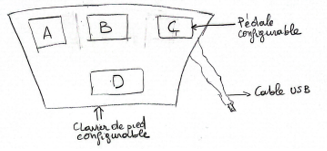 A B C
Pédale
configurable
D
Cable USB
Clavier de pied
configurable